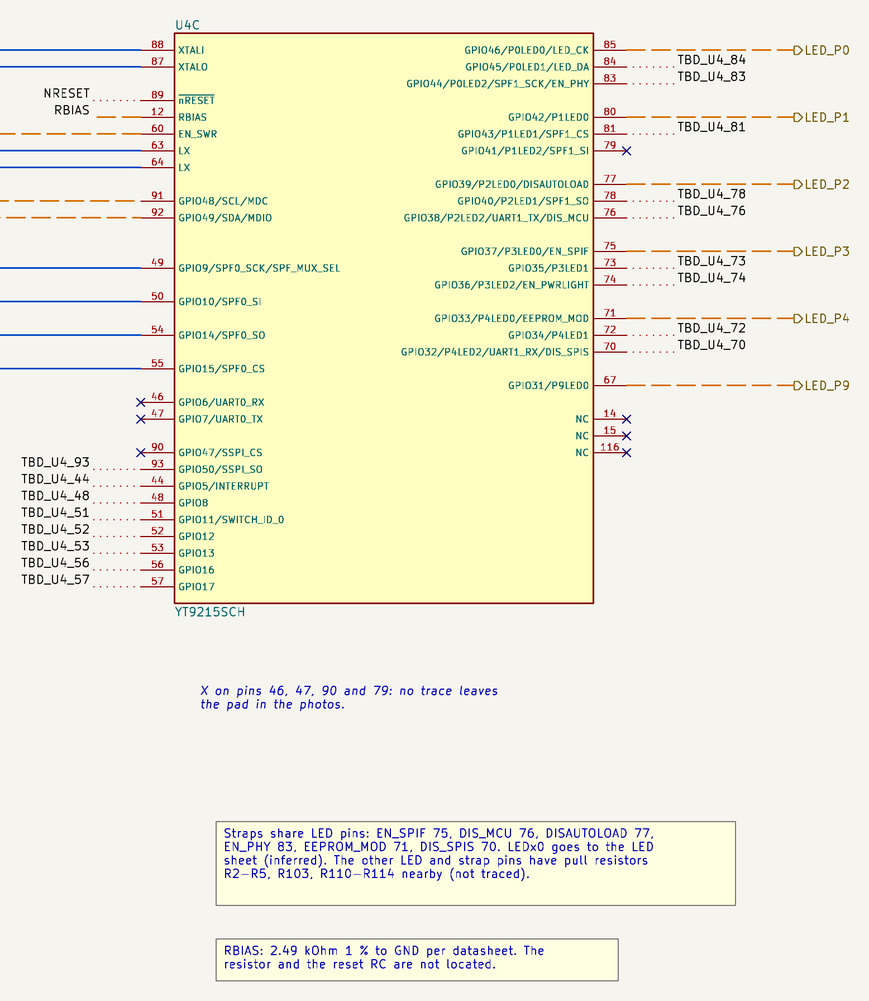 U4C
88 XTALI
87 XTALO
NRESET 89 nRESET
RBIAS 12 RBIAS
60 EN_SWR
63 LX
64 LX
91 GPIO48/SCL/MDC
92 GPIO49/SDA/MDIO
49 GPIO9/SPF0_SCK/SPF_MUX_SEL
50 GPIO10/SPF0_SI
54 GPIO14/SPF0_SO
55 GPIO15/SPF0_CS
46 GPIO6/UART0_RX
47 GPIO7/UART0_TX
90 GPIO47/SSPI_CS
TBD_U4_93 93 GPIO50/SSPI_SO
TBD_U4_44 44 GPIO5/INTERRUPT
TBD_U4_48 48 GPIO8
TBD_U4_51 51 GPIO11/SWITCH_ID_0
TBD_U4_52 52 GPIO12
TBD_U4_53 53 GPIO13
TBD_U4_56 56 GPIO16
TBD_U4_57 57 GPIO17
GPIO46/P0LED0/LED_CK 85 LED_P0
GPIO45/P0LED1/LED_DA 84 TBD_U4_84
GPIO44/P0LED2/SPF1_SCK/EN_PHY 83 TBD_U4_83
GPIO42/P1LED0 80 LED_P1
GPIO43/P1LED1/SPF1_CS 81 TBD_U4_81
GPIO41/P1LED2/SPF1_SI 79
GPIO39/P2LED0/DISAUTOLOAD 77 LED_P2
GPIO40/P2LED1/SPF1_SO 78 TBD_U4_78
GPIO38/P2LED2/UART1_TX/DIS_MCU 76 TBD_U4_76
GPIO37/P3LED0/EN_SPIF 75 LED_P3
GPIO35/P3LED1 73 TBD_U4_73
GPIO36/P3LED2/EN_PWRLIGHT 74 TBD_U4_74
GPIO33/P4LED0/EEPROM_MOD 71 LED_P4
GPIO34/P4LED1 72 TBD_U4_72
GPIO32/P4LED2/UART1_RX/DIS_SPIS 70 TBD_U4_70
GPIO31/P9LED0 67 LED_P9
NC 14
NC 15
NC 116
YT9215SCH
X on pins 46, 47, 90 and 79: no trace leaves
the pad in the photos.
Straps share LED pins: EN_SPIF 75, DIS_MCU 76, DISAUTOLOAD 77,
EN_PHY 83, EEPROM_MOD 71, DIS_SPIS 70. LEDx0 goes to the LED
sheet (inferred). The other LED and strap pins have pull resistors
R2–R5, R103, R110–R114 nearby (not traced).
RBIAS: 2.49 kOhm 1 % to GND per datasheet. The
resistor and the reset RC are not located.